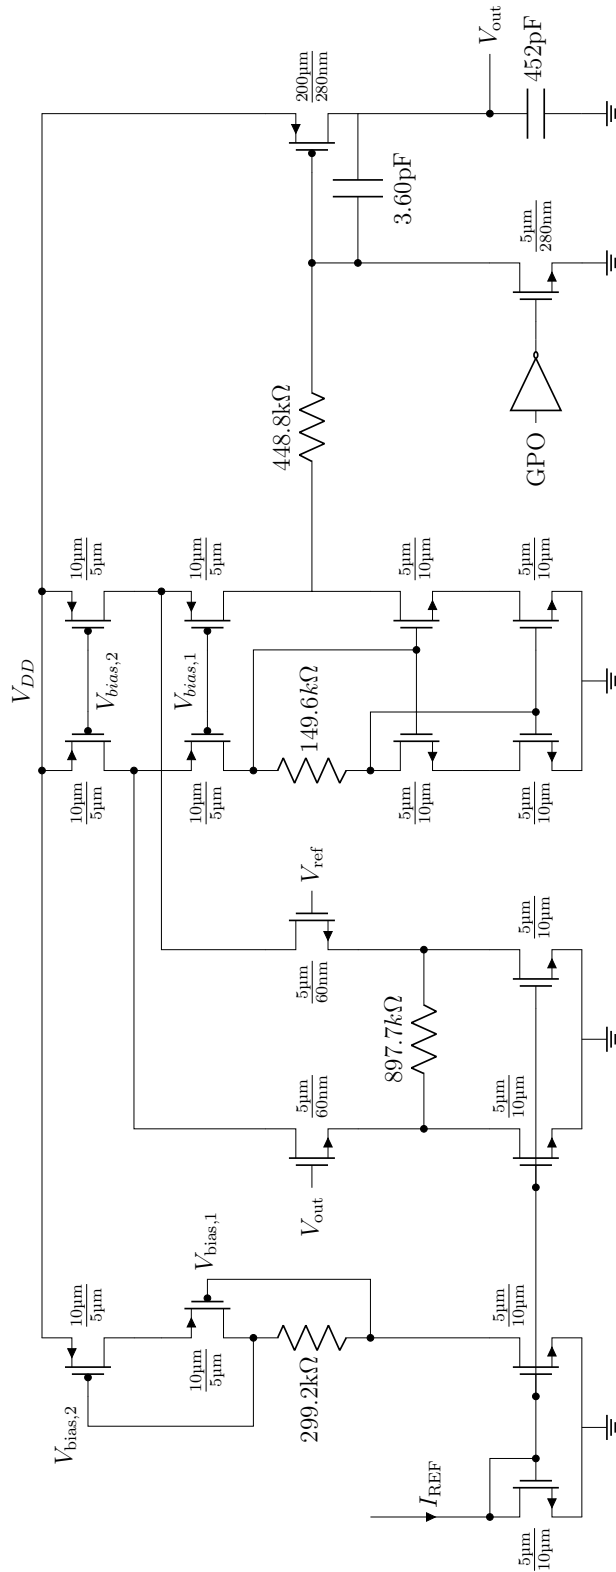 V_DD
10µm/5µm
10µm/5µm
10µm/5µm
V_bias,2
V_bias,2
V_bias,1
V_bias,1
10µm/5µm
10µm/5µm
10µm/5µm
448.8kΩ
299.2kΩ
V_out
5µm/60nm
5µm/60nm
V_ref
149.6kΩ
200µm/280nm
897.7kΩ
3.60pF
5µm/10µm
5µm/10µm
I_REF
V_out
5µm/10µm
5µm/10µm
5µm/10µm
5µm/10µm
5µm/10µm
5µm/10µm
GPO
5µm/280nm
452pF